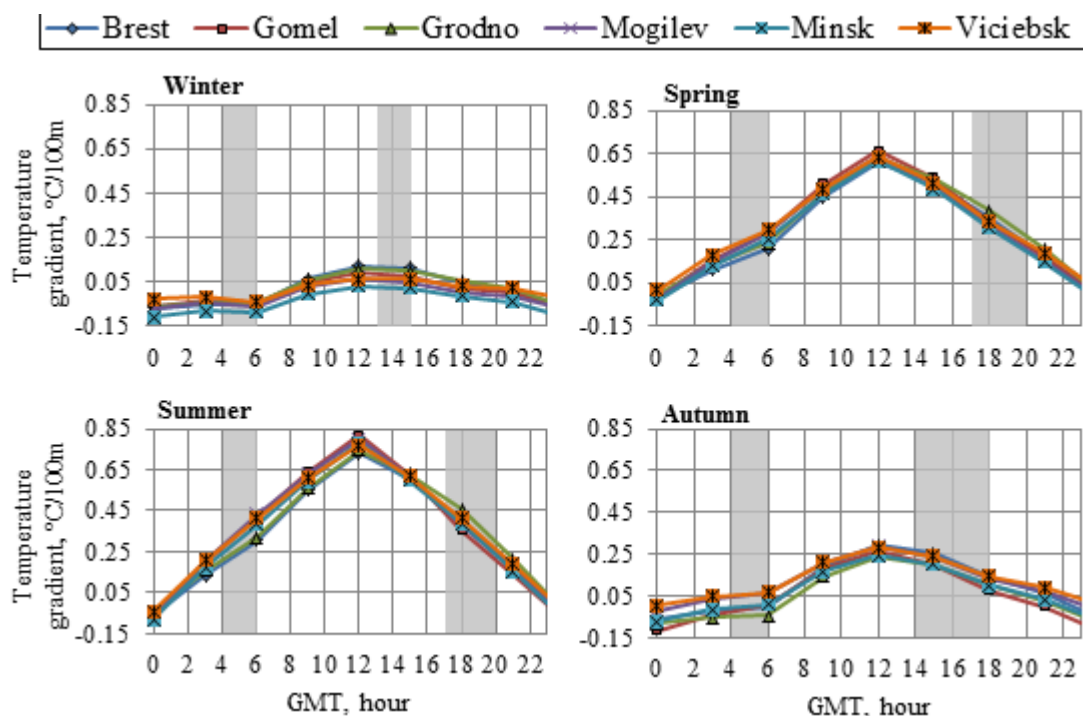 Brest Gomel Grodno Mogilev Minsk Viciebsk
Winter
Temperature
gradient, °C/100m
0.85
0.65
0.45
0.25
0.05
-0.15
0 2 4 6 8 10 12 14 16 18 20 22
Spring
0.85
0.65
0.45
0.25
0.05
-0.15
0 2 4 6 8 10 12 14 16 18 20 22
Summer
Temperature
gradient, °C/100m
0.85
0.65
0.45
0.25
0.05
-0.15
0 2 4 6 8 10 12 14 16 18 20 22
GMT, hour
Autumn
0.85
0.65
0.45
0.25
0.05
-0.15
0 2 4 6 8 10 12 14 16 18 20 22
GMT, hour